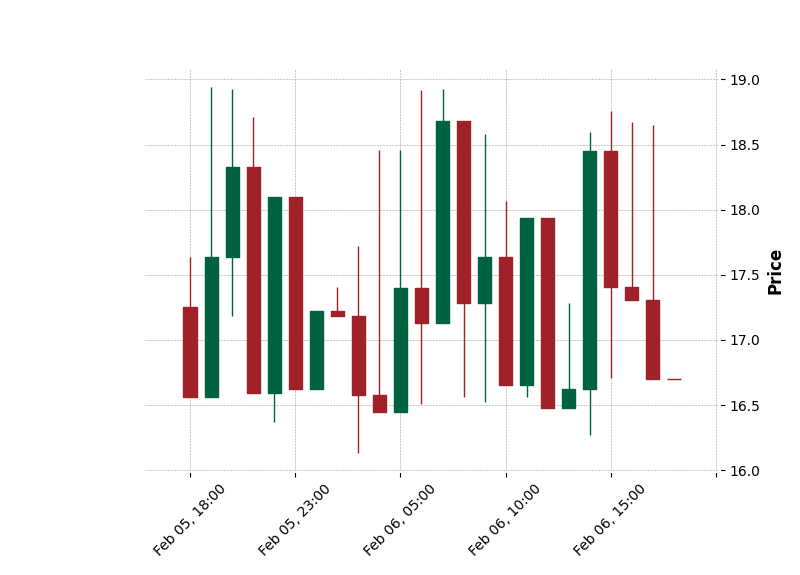 19.0
18.5
18.0
17.5
17.0
16.5
16.0
Price
Feb 05, 18:00
Feb 05, 23:00
Feb 06, 05:00
Feb 06, 10:00
Feb 06, 15:00